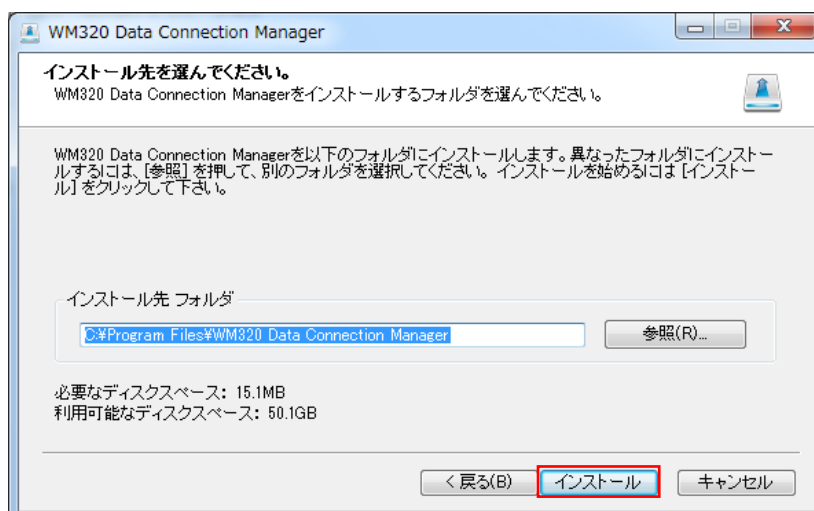 WM320 Data Connection Manager
インストール先を選んでください。
WM320 Data Connection Managerをインストールするフォルダを選んでください。
WM320 Data Connection Managerを以下のフォルダにインストールします。異なったフォルダにインストー
ルするには、[参照] を押して、別のフォルダを選択してください。 インストールを始めるには [インストー
ル] をクリックして下さい。
インストール先 フォルダ
C:¥Program Files¥WM320 Data Connection Manager
参照(R)...
必要なディスクスペース: 15.1MB
利用可能なディスクスペース: 50.1GB
< 戻る(B)
インストール
キャンセル